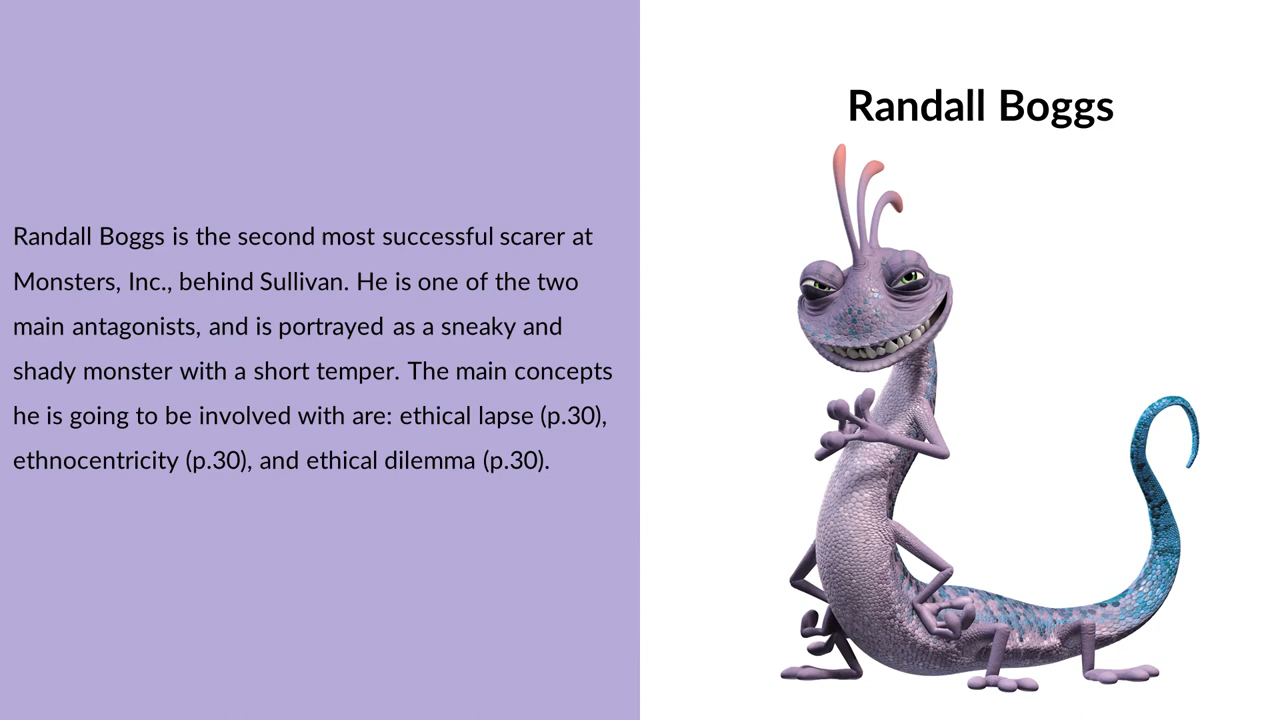 Randall Boggs
Randall Boggs is the second most successful scarer at
Monsters, Inc., behind Sullivan. He is one of the two
main antagonists, and is portrayed as a sneaky and
shady monster with a short temper. The main concepts
he is going to be involved with are: ethical lapse (p.30),
ethnocentricity (p.30), and ethical dilemma (p.30).